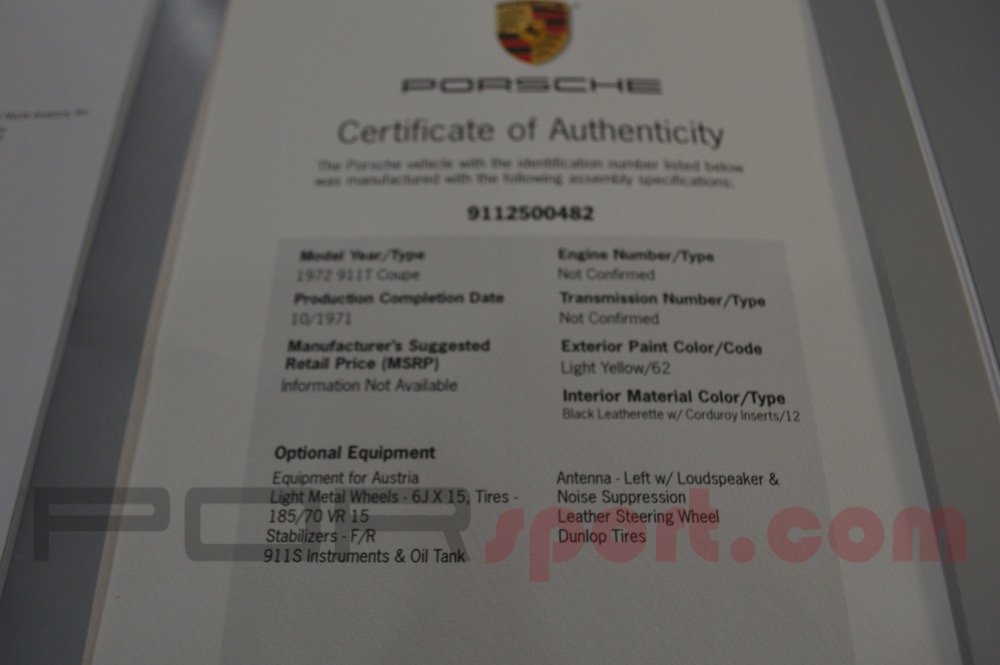 PORSCHE
Certificate of Authenticity
The Porsche vehicle with the identification number listed below
was manufactured with the following assembly specifications:
9112500482
Model Year/Type
1972 911T Coupe
Production Completion Date
10/1971
Manufacturer's Suggested
Retail Price (MSRP)
Information Not Available
Engine Number/Type
Not Confirmed
Transmission Number/Type
Not Confirmed
Exterior Paint Color/Code
Light Yellow/62
Interior Material Color/Type
Black Leatherette w/ Corduroy Inserts/12
Optional Equipment
Equipment for Austria
Light Metal Wheels - 6J X 15, Tires -
185/70 VR 15
Stabilizers - F/R
911S Instruments & Oil Tank
Antenna - Left w/ Loudspeaker &
Noise Suppression
Leather Steering Wheel
Dunlop Tires
PCRsport.com